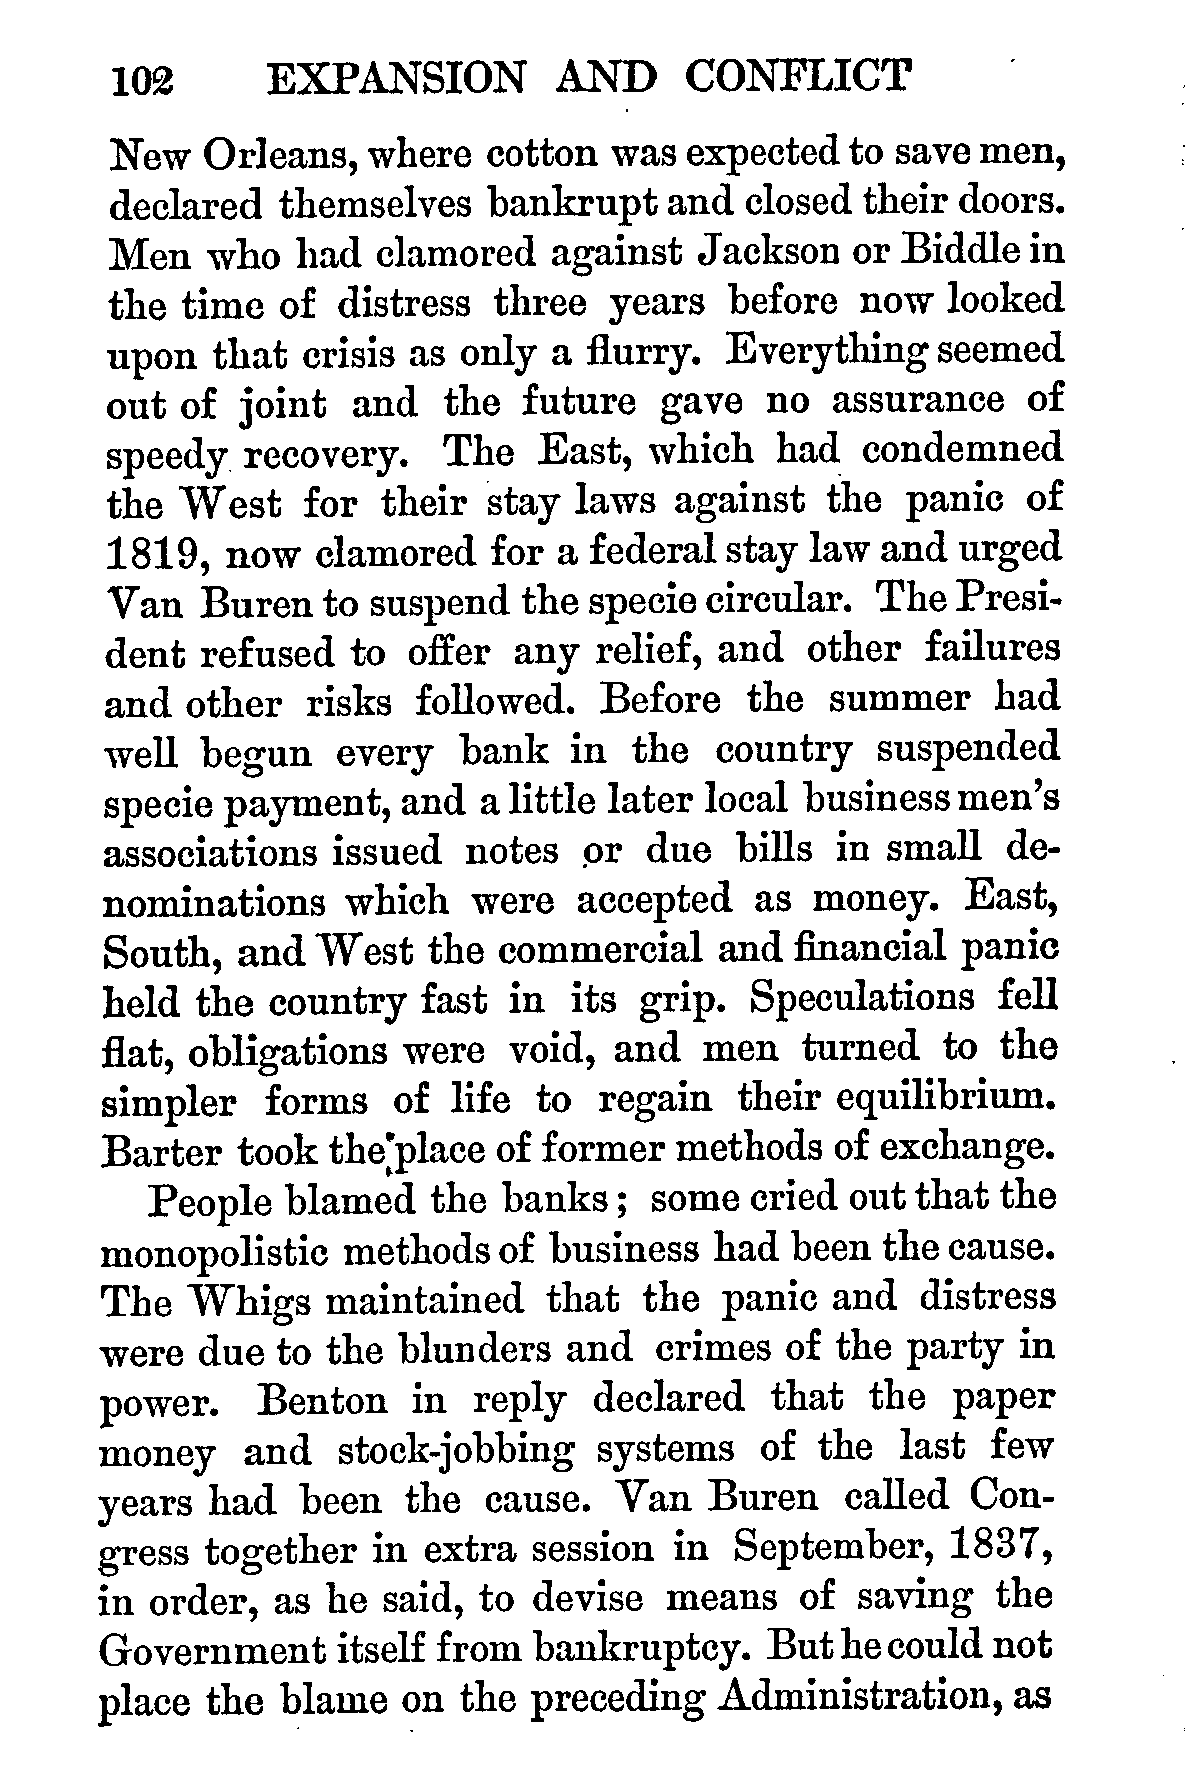 102 EXPANSION AND CONFLICT
New Orleans, where cotton was expected to save men,
declared themselves bankrupt and closed their doors.
Men who had clamored against Jackson or Biddle in
the time of distress three years before now looked
upon that crisis as only a flurry. Everything seemed
out of joint and the future gave no assurance of
speedy recovery. The East, which had condemned
the West for their stay laws against the panic of
1819, now clamored for a federal stay law and urged
Van Buren to suspend the specie circular. The Presi-
dent refused to offer any relief, and other failures
and other risks followed. Before the summer had
well begun every bank in the country suspended
specie payment, and a little later local business men's
associations issued notes or due bills in small de-
nominations which were accepted as money. East,
South, and West the commercial and financial panic
held the country fast in its grip. Speculations fell
flat, obligations were void, and men turned to the
simpler forms of life to regain their equilibrium.
Barter took the place of former methods of exchange.
People blamed the banks; some cried out that the
monopolistic methods of business had been the cause.
The Whigs maintained that the panic and distress
were due to the blunders and crimes of the party in
power. Benton in reply declared that the paper
money and stock-jobbing systems of the last few
years had been the cause. Van Buren called Con-
gress together in extra session in September, 1837,
in order, as he said, to devise means of saving the
Government itself from bankruptcy. But he could not
place the blame on the preceding Administration, as